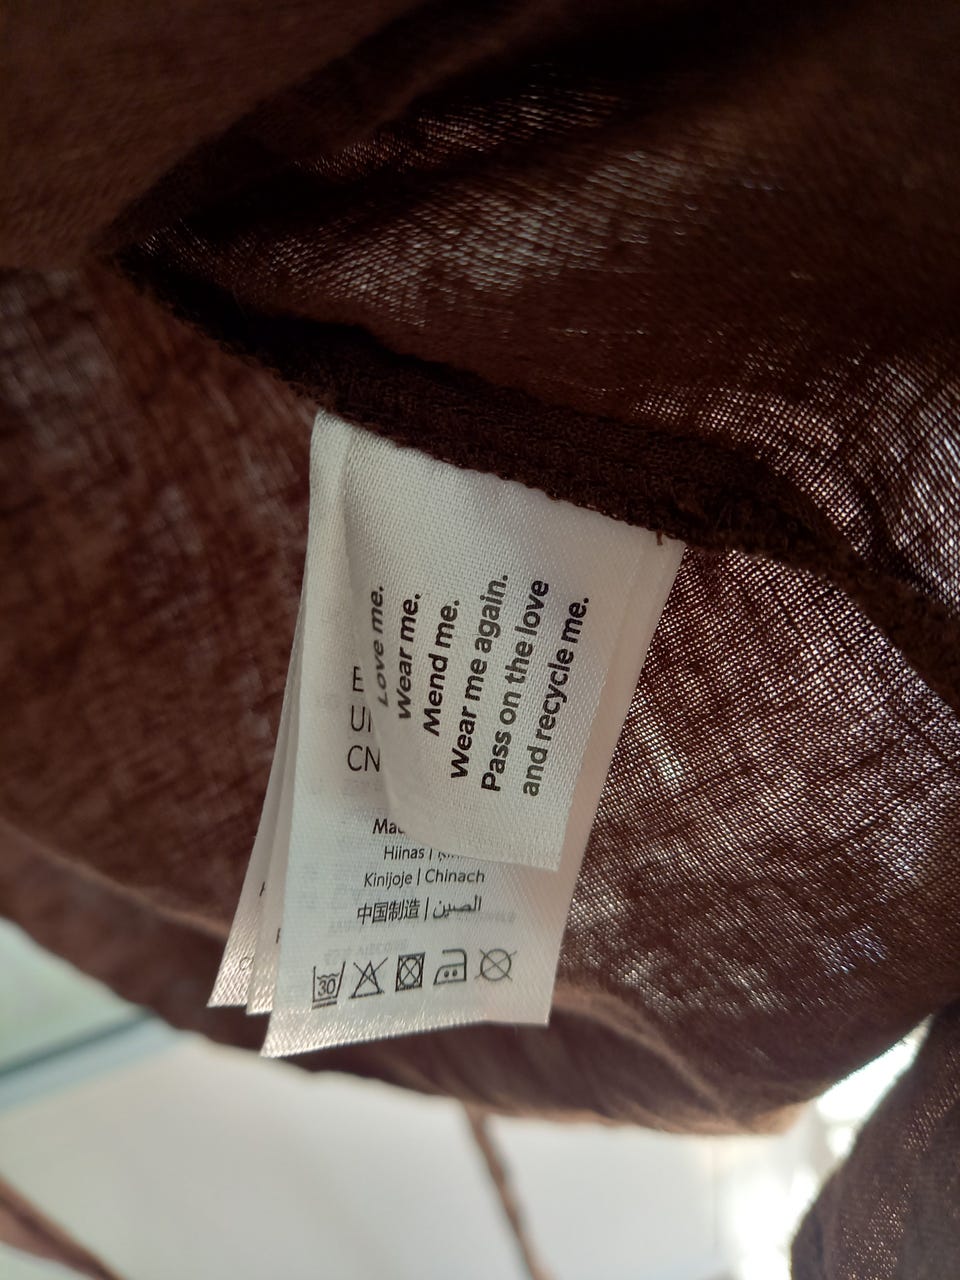 Love me.
Wear me.
Mend me.
Wear me again.
Pass on the love
and recycle me.
E
CN
Hiinas |
Kinijoje | Chinach
中国制造 | الصين
30